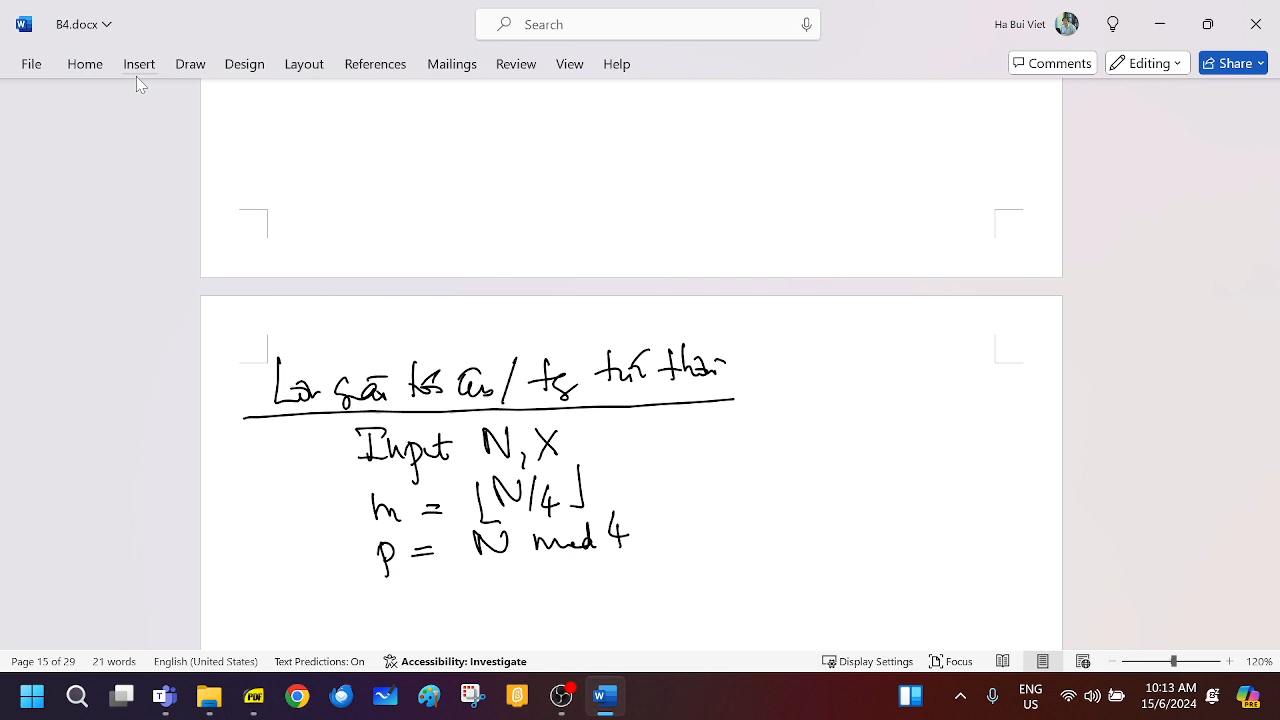 B4.docx
Search
Ha Bui Viet
File Home Insert Draw Design Layout References Mailings Review View Help
Comments Editing Share
Input N, X
m = ⌊N/4⌋
p = N mod 4
Page 15 of 29 21 words English (United States) Text Predictions: On Accessibility: Investigate Display Settings Focus 120%
PDF ENG
US 10:13 AM
15/6/2024 PRE